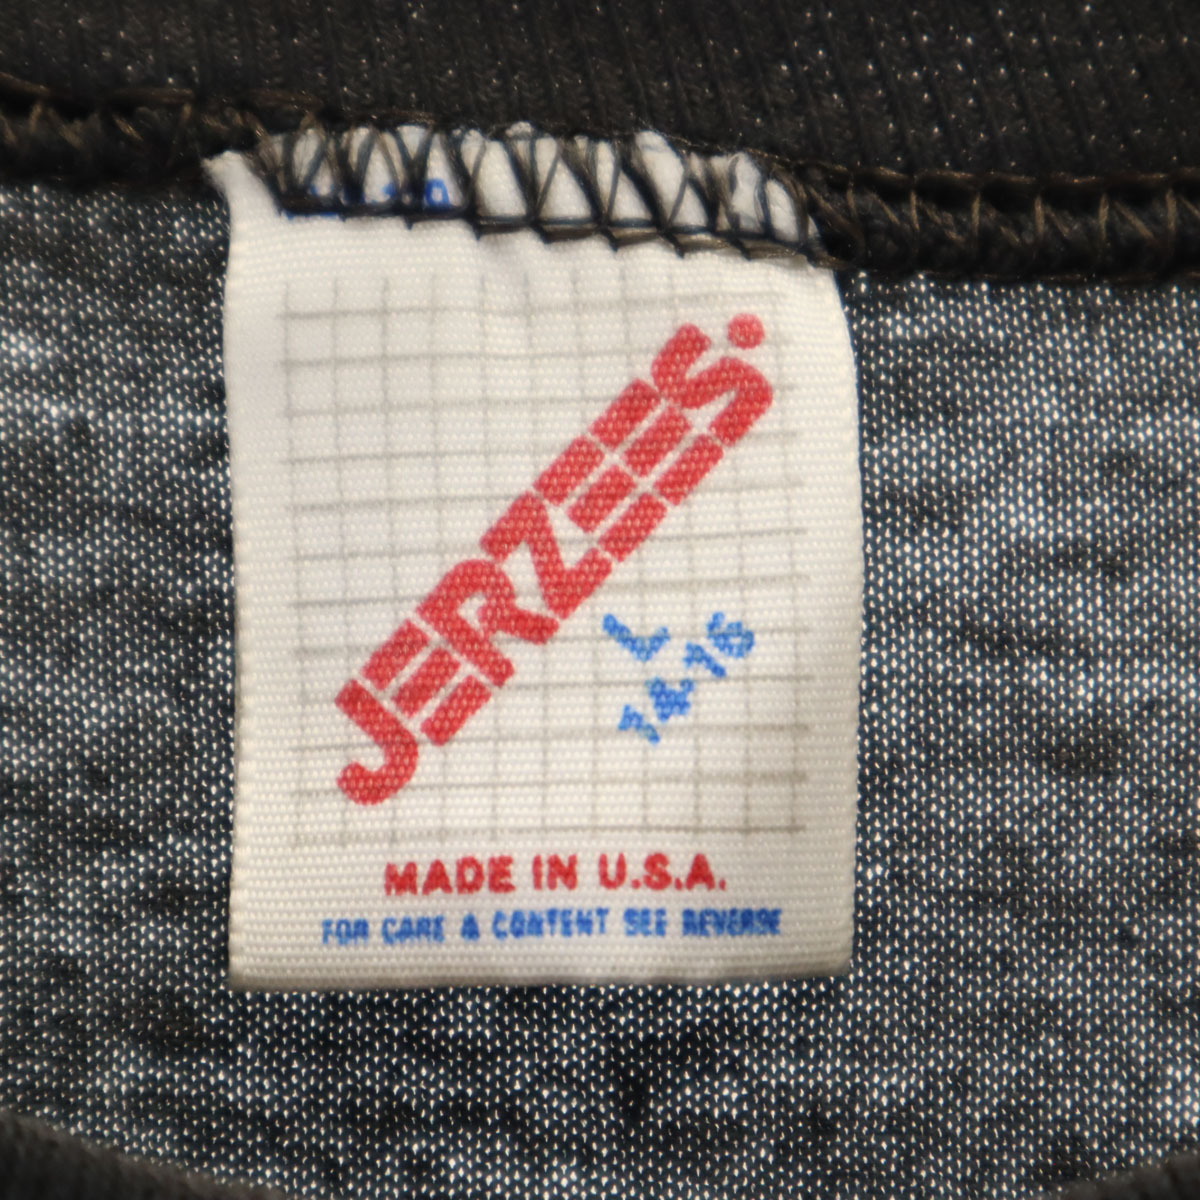 JERZEES.
L
14-16
MADE IN U.S.A.
FOR CARE & CONTENT SEE REVERSE